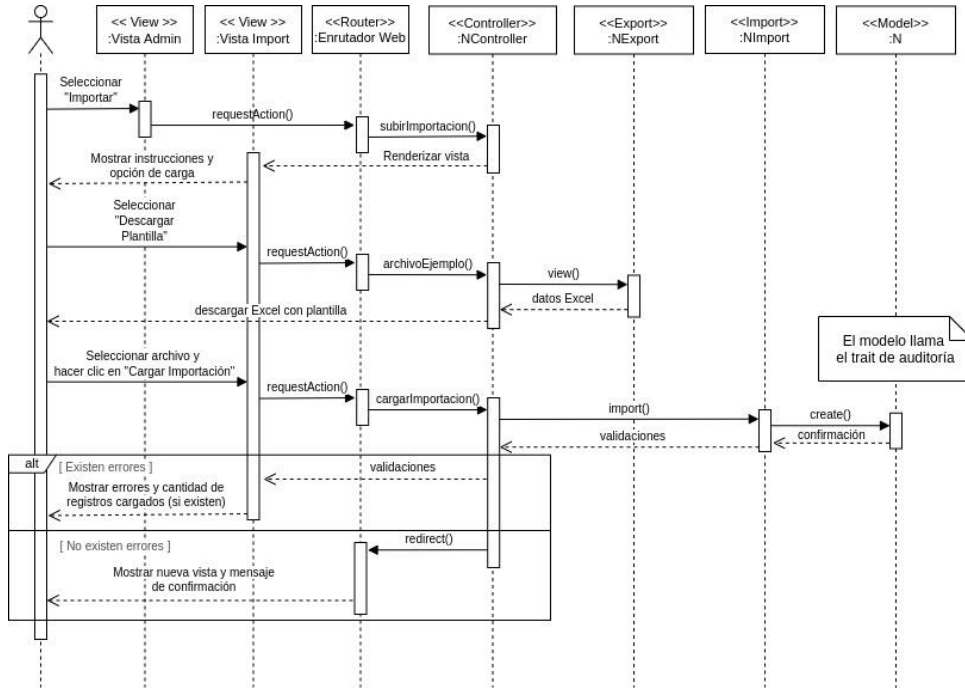 << View >>
:Vista Admin
<< View >>
:Vista Import
<<Router>>
:Enrutador Web
<<Controller>>
:NController
<<Export>>
:NExport
<<Import>>
:NImport
<<Model>>
:N
Seleccionar
"Importar"
requestAction()
subirImportacion()
Renderizar vista
Mostrar instrucciones y
opción de carga
Seleccionar
"Descargar
Plantilla"
requestAction()
archivoEjemplo()
view()
datos Excel
descargar Excel con plantilla
El modelo llama
el trait de auditoría
Seleccionar archivo y
hacer clic en "Cargar Importación"
requestAction()
cargarImportacion()
import()
create()
confirmación
validaciones
alt
[ Existen errores ]
validaciones
Mostrar errores y cantidad de
registros cargados (si existen)
[ No existen errores ]
redirect()
Mostrar nueva vista y mensaje
de confirmación